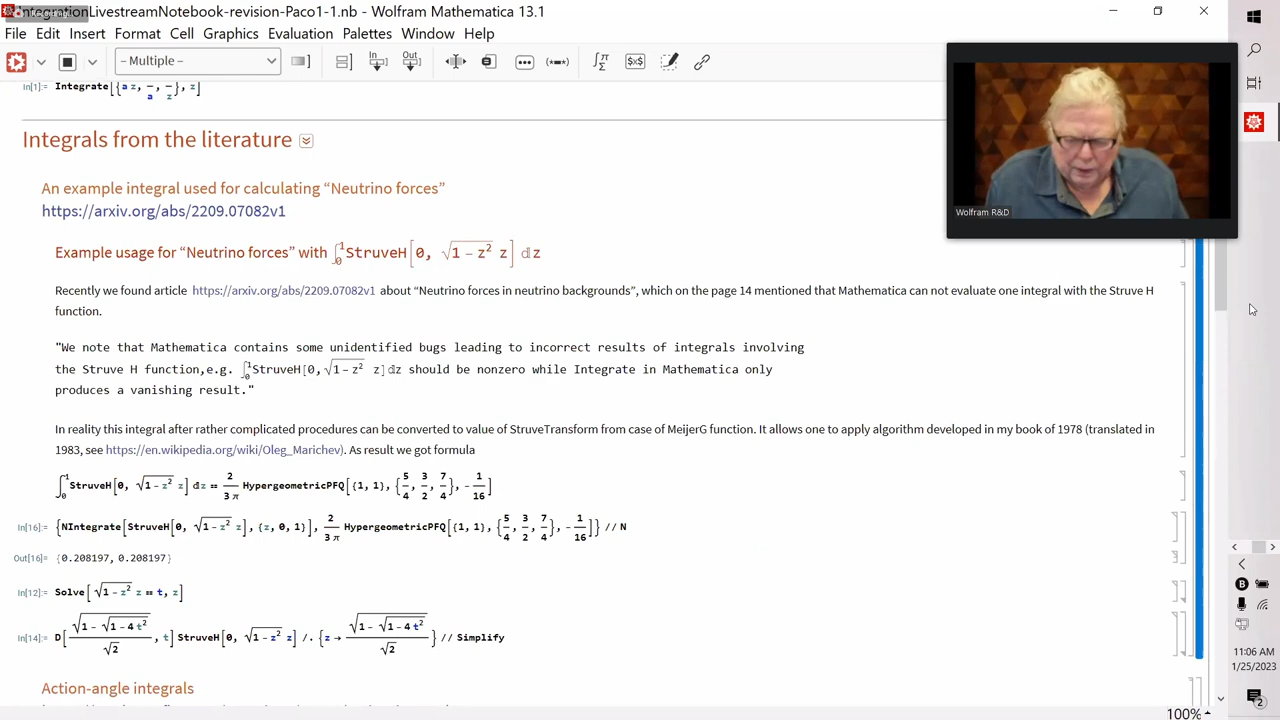 IntegrationLivestreamNotebook-revision-Paco1-1.nb - Wolfram Mathematica 13.1
File Edit Insert Format Cell Graphics Evaluation Palettes Window Help
- Multiple - In Out
In[1]:= Integrate[{a z, —/a, —/z}, z]
Integrals from the literature
An example integral used for calculating “Neutrino forces”
https://arxiv.org/abs/2209.07082v1
Example usage for “Neutrino forces” with ∫₀¹StruveH[0, √(1 - z²) z] ⅆz
Recently we found article https://arxiv.org/abs/2209.07082v1 about “Neutrino forces in neutrino backgrounds”, which on the page 14 mentioned that Mathematica can not evaluate one integral with the Struve H
function.
"We note that Mathematica contains some unidentified bugs leading to incorrect results of integrals involving
the Struve H function,e.g. ∫₀¹StruveH[0,√(1 - z²) z]ⅆz should be nonzero while Integrate in Mathematica only
produces a vanishing result."
In reality this integral after rather complicated procedures can be converted to value of StruveTransform from case of MeijerG function. It allows one to apply algorithm developed in my book of 1978 (translated in
1983, see https://en.wikipedia.org/wiki/Oleg_Marichev). As result we got formula
∫₀¹StruveH[0, √(1 - z²) z] ⅆz == 2/(3 π) HypergeometricPFQ[{1, 1}, {5/4, 3/2, 7/4}, -1/16]
In[16]:= {NIntegrate[StruveH[0, √(1 - z²) z], {z, 0, 1}], 2/(3 π) HypergeometricPFQ[{1, 1}, {5/4, 3/2, 7/4}, -1/16]} // N
Out[16]= {0.208197, 0.208197}
In[12]:= Solve[√(1 - z²) z == t, z]
In[14]:= D[√(1 - √(1 - 4 t²))/√2, t] StruveH[0, √(1 - z²) z] /. {z → √(1 - √(1 - 4 t²))/√2} // Simplify
Action-angle integrals
Wolfram R&D
11:06 AM
1/25/2023
2
100%